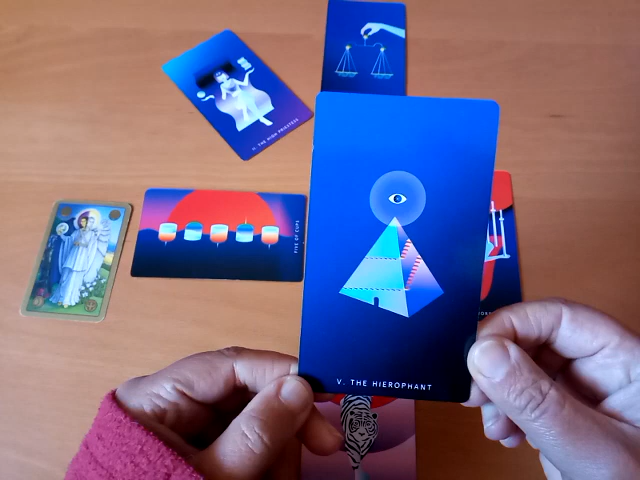 II. THE HIGH PRIESTESS
FIVE OF CUPS
V. THE HIEROPHANT